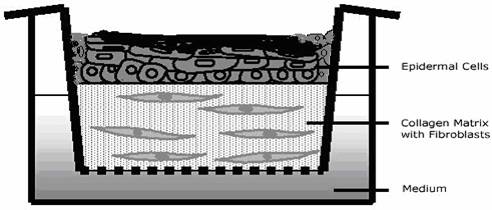 Epidermal Cells
Collagen Matrix
with Fibroblasts
Medium